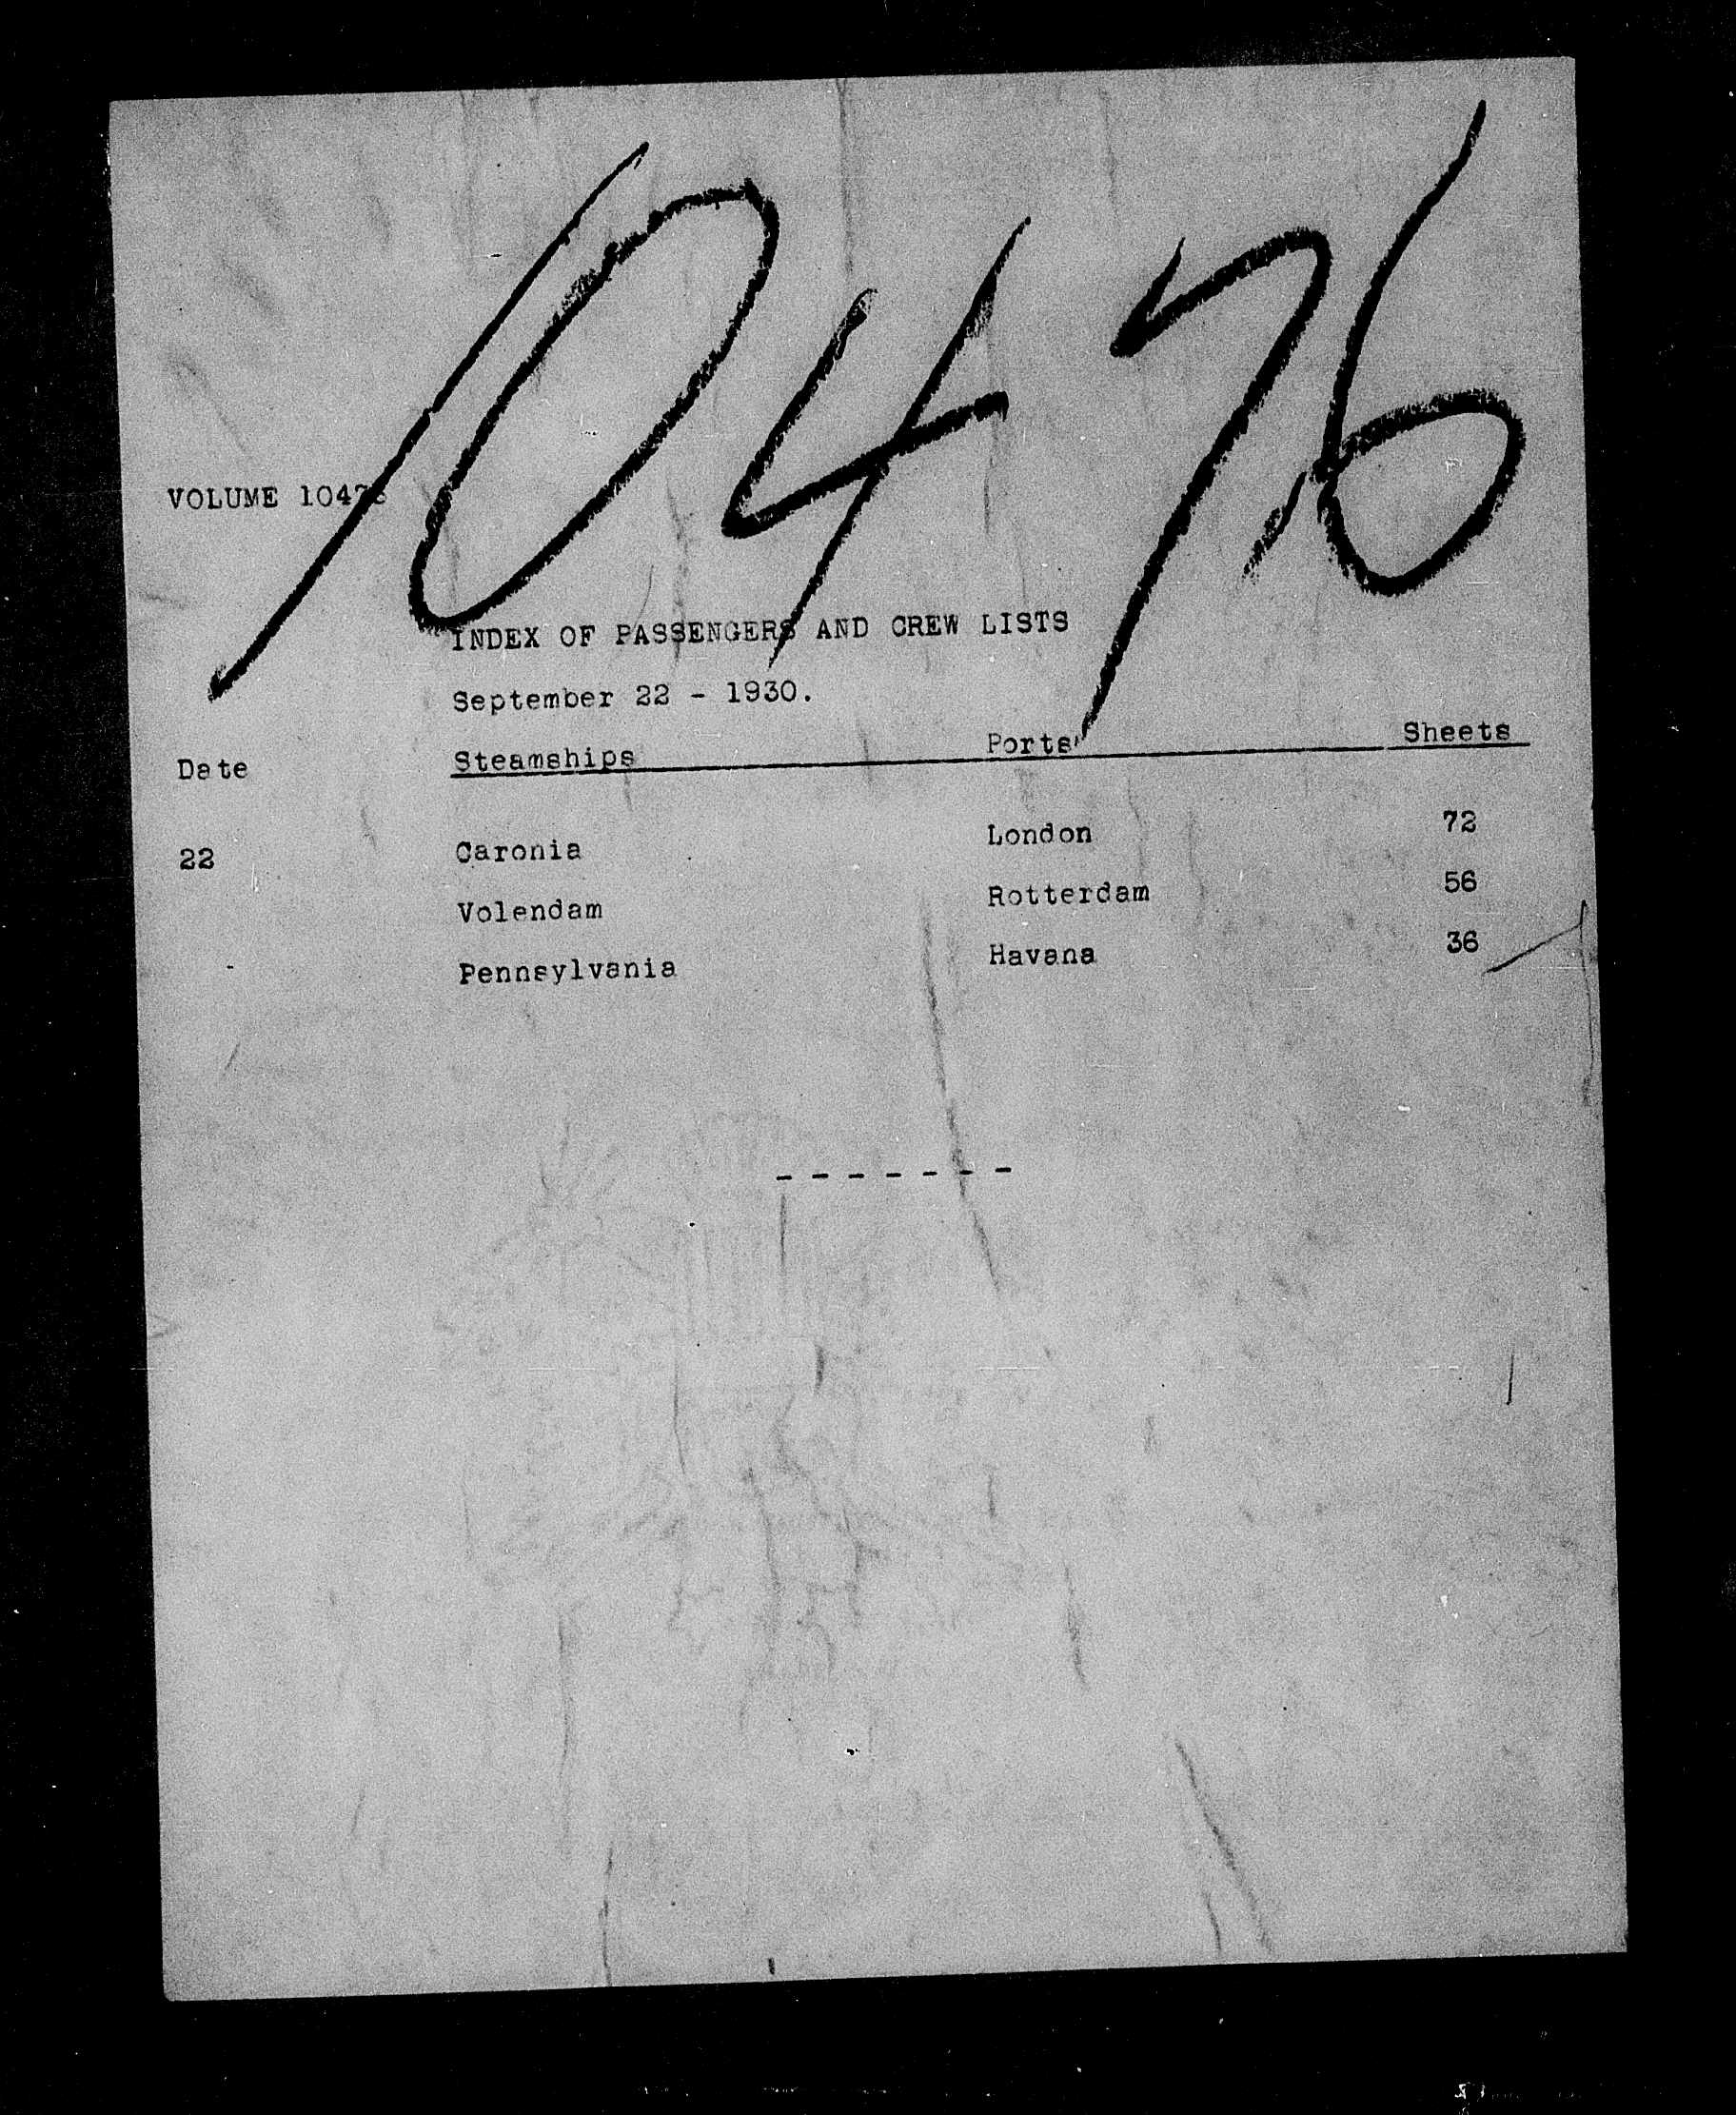 10476
VOLUME 10476
INDEX OF PASSENGERS AND CREW LISTS
September 22 - 1930.
Date Steamships Ports Sheets
22 Caronia London 72
Volendam Rotterdam 56
Pennsylvania Havana 36
- - - - - - -